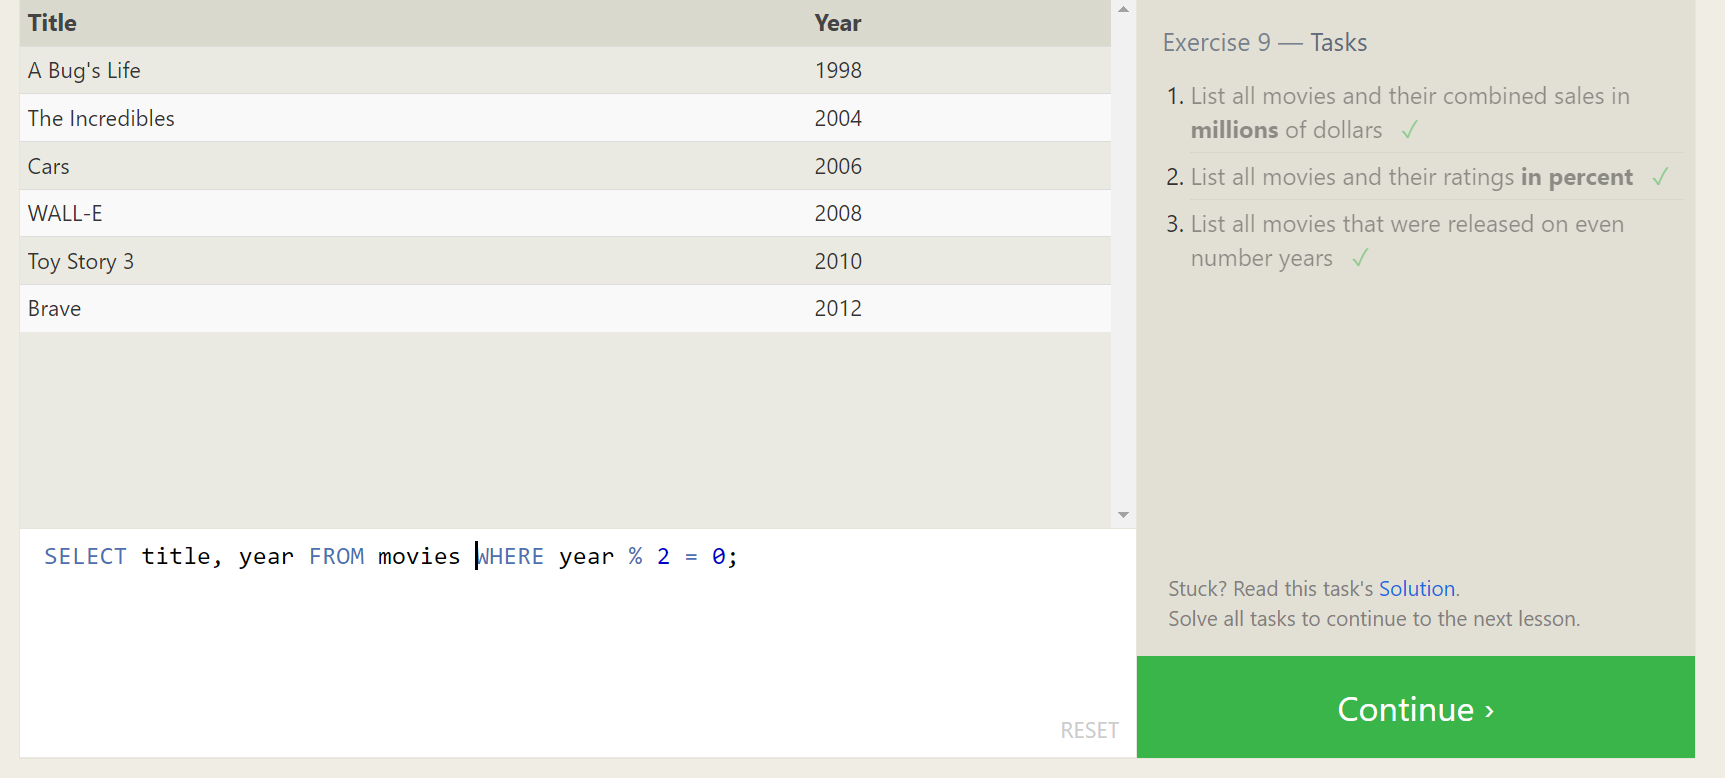 Title Year
A Bug's Life 1998
The Incredibles 2004
Cars 2006
WALL-E 2008
Toy Story 3 2010
Brave 2012
SELECT title, year FROM movies WHERE year % 2 = 0;
RESET
Exercise 9 — Tasks
1. List all movies and their combined sales in
millions of dollars ✓
2. List all movies and their ratings in percent ✓
3. List all movies that were released on even
number years ✓
Stuck? Read this task's Solution.
Solve all tasks to continue to the next lesson.
Continue ›